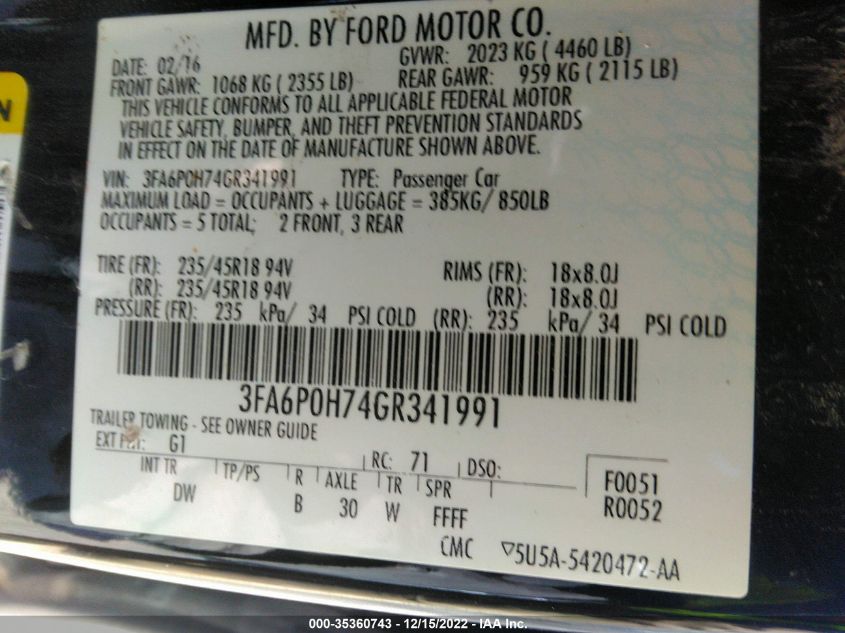 MFD. BY FORD MOTOR CO.
DATE: 02/16 GVWR: 2023 KG ( 4460 LB)
FRONT GAWR: 1068 KG ( 2355 LB) REAR GAWR: 959 KG ( 2115 LB)
THIS VEHICLE CONFORMS TO ALL APPLICABLE FEDERAL MOTOR
VEHICLE SAFETY, BUMPER, AND THEFT PREVENTION STANDARDS
IN EFFECT ON THE DATE OF MANUFACTURE SHOWN ABOVE.
VIN: 3FA6P0H74GR341991 TYPE: Passenger Car
MAXIMUM LOAD = OCCUPANTS + LUGGAGE = 385KG/ 850LB
OCCUPANTS = 5 TOTAL; 2 FRONT, 3 REAR
TIRE (FR): 235/45R18 94V RIMS (FR): 18x8.0J
(RR): 235/45R18 94V (RR): 18x8.0J
PRESSURE (FR): 235 kPa/ 34 PSI COLD (RR): 235 kPa/ 34 PSI COLD
3FA6P0H74GR341991
TRAILER TOWING - SEE OWNER GUIDE
EXT G1 RC: 71 DSO:
INT TR TP/PS R AXLE TR SPR F0051
DW B 30 W FFFF R0052
CMC 5U5A-5420472-AA
N
000-35360743 - 12/15/2022 - IAA Inc.